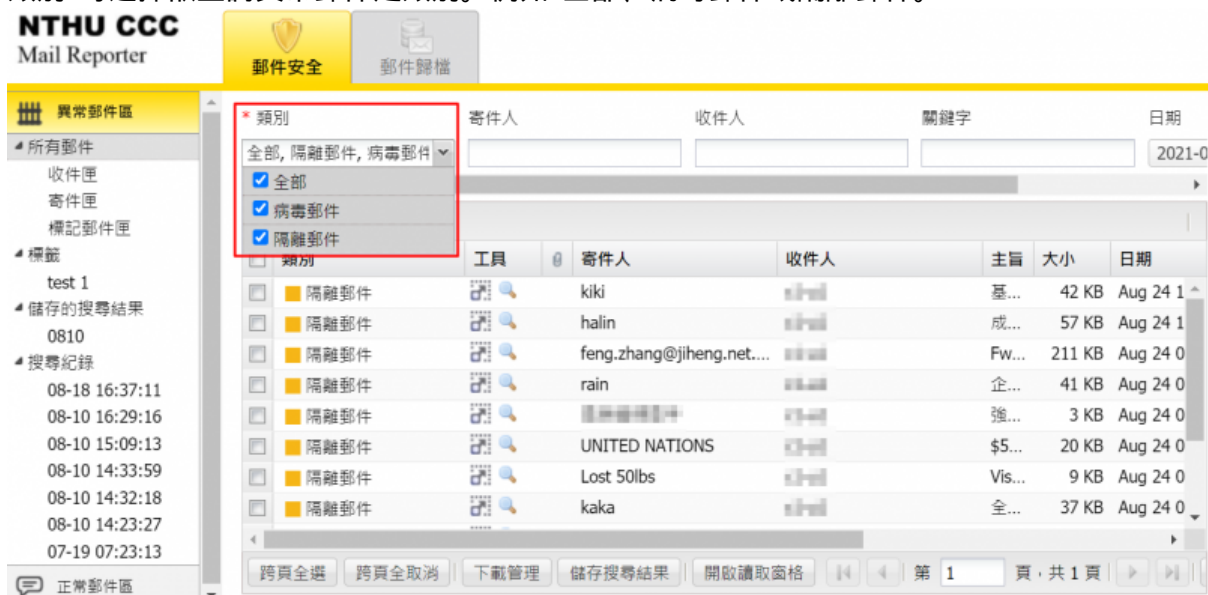 NTHU CCC
Mail Reporter
郵件安全
郵件歸檔
異常郵件區
所有郵件
收件匣
寄件匣
標記郵件匣
標籤
test 1
儲存的搜尋結果
0810
搜尋紀錄
08-18 16:37:11
08-10 16:29:16
08-10 15:09:13
08-10 14:33:59
08-10 14:32:18
08-10 14:23:27
07-19 07:23:13
正常郵件區
* 類別 寄件人 收件人 關鍵字 日期
全部, 隔離郵件, 病毒郵件 2021-0
全部
病毒郵件
隔離郵件
類別 工具 寄件人 收件人 主旨 大小 日期
隔離郵件 kiki 基... 42 KB Aug 24 1
隔離郵件 halin 成... 57 KB Aug 24 1
隔離郵件 feng.zhang@jiheng.net.... Fw... 211 KB Aug 24 0
隔離郵件 rain 企... 41 KB Aug 24 0
隔離郵件 強... 3 KB Aug 24 0
隔離郵件 UNITED NATIONS $5... 20 KB Aug 24 0
隔離郵件 Lost 50lbs Vis... 9 KB Aug 24 0
隔離郵件 kaka 全... 37 KB Aug 24 0
跨頁全選 跨頁全取消 下載管理 儲存搜尋結果 開啟讀取窗格 第 1 頁，共 1 頁